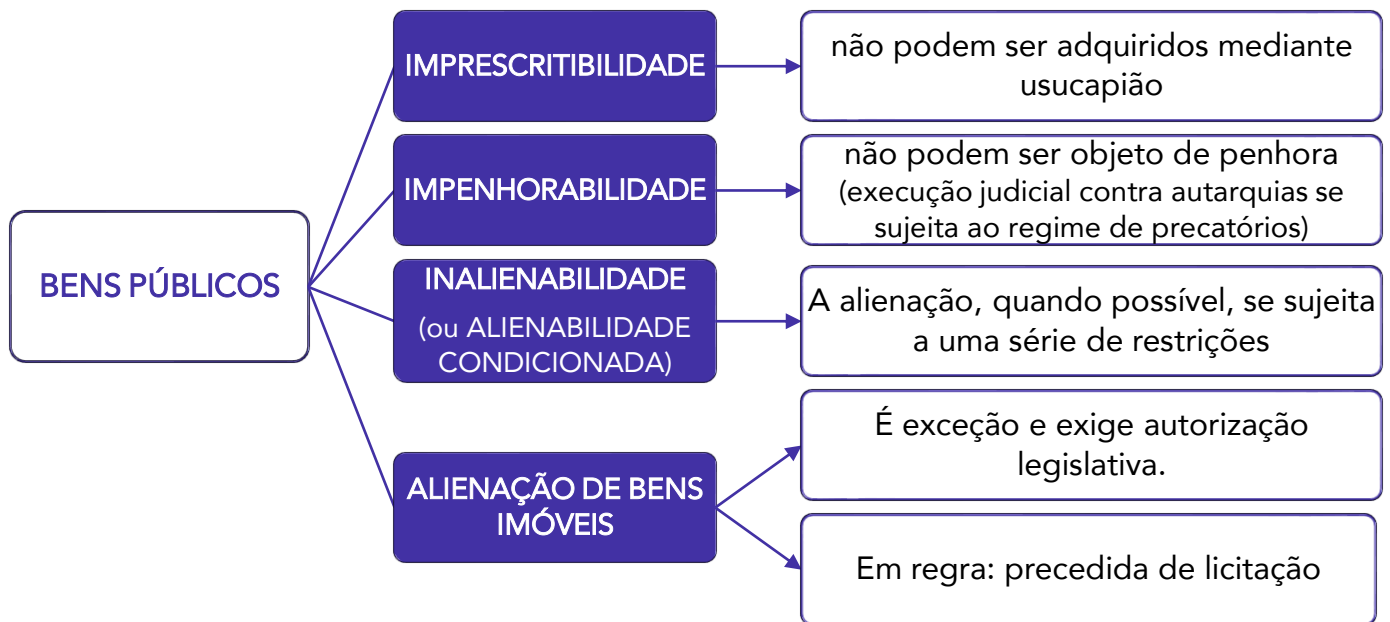 BENS PÚBLICOS
IMPRESCRITIBILIDADE
não podem ser adquiridos mediante
usucapião
IMPENHORABILIDADE
não podem ser objeto de penhora
(execução judicial contra autarquias se
sujeita ao regime de precatórios)
INALIENABILIDADE
(ou ALIENABILIDADE
CONDICIONADA)
A alienação, quando possível, se sujeita
a uma série de restrições
ALIENAÇÃO DE BENS
IMÓVEIS
É exceção e exige autorização
legislativa.
Em regra: precedida de licitação